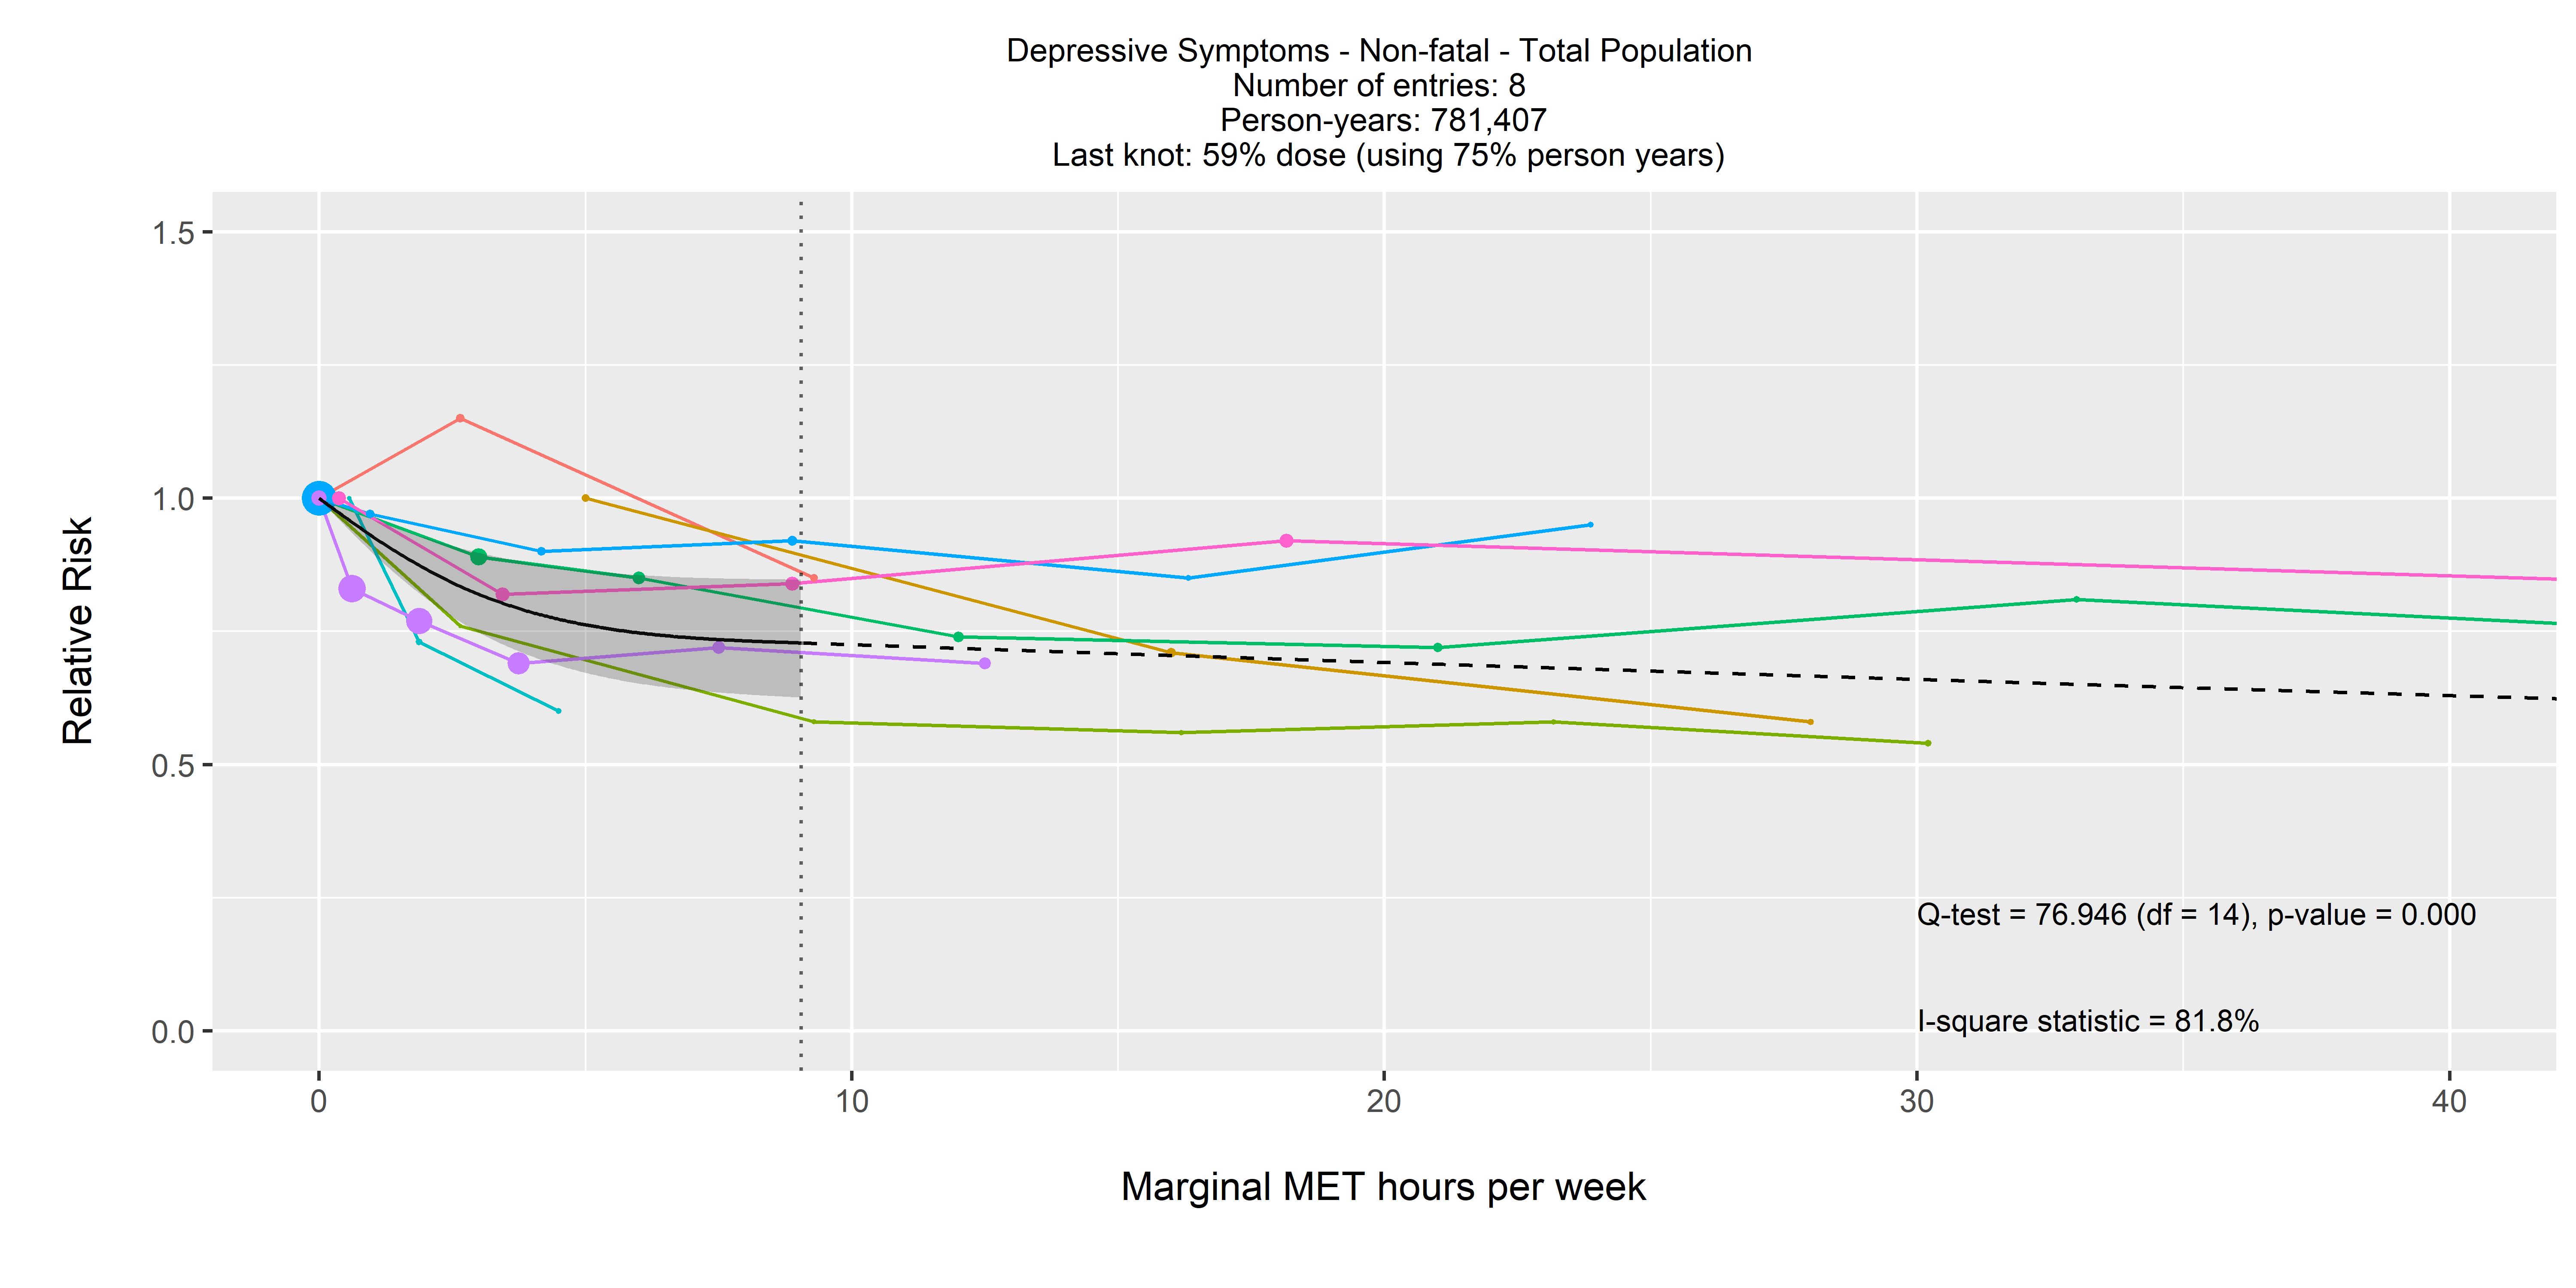 Depressive Symptoms - Non-fatal - Total Population
Number of entries: 8
Person-years: 781,407
Last knot: 59% dose (using 75% person years)
1.5
1.0
0.5
0.0
Relative Risk
Q-test = 76.946 (df = 14), p-value = 0.000
I-square statistic = 81.8%
0
10
20
30
40
Marginal MET hours per week